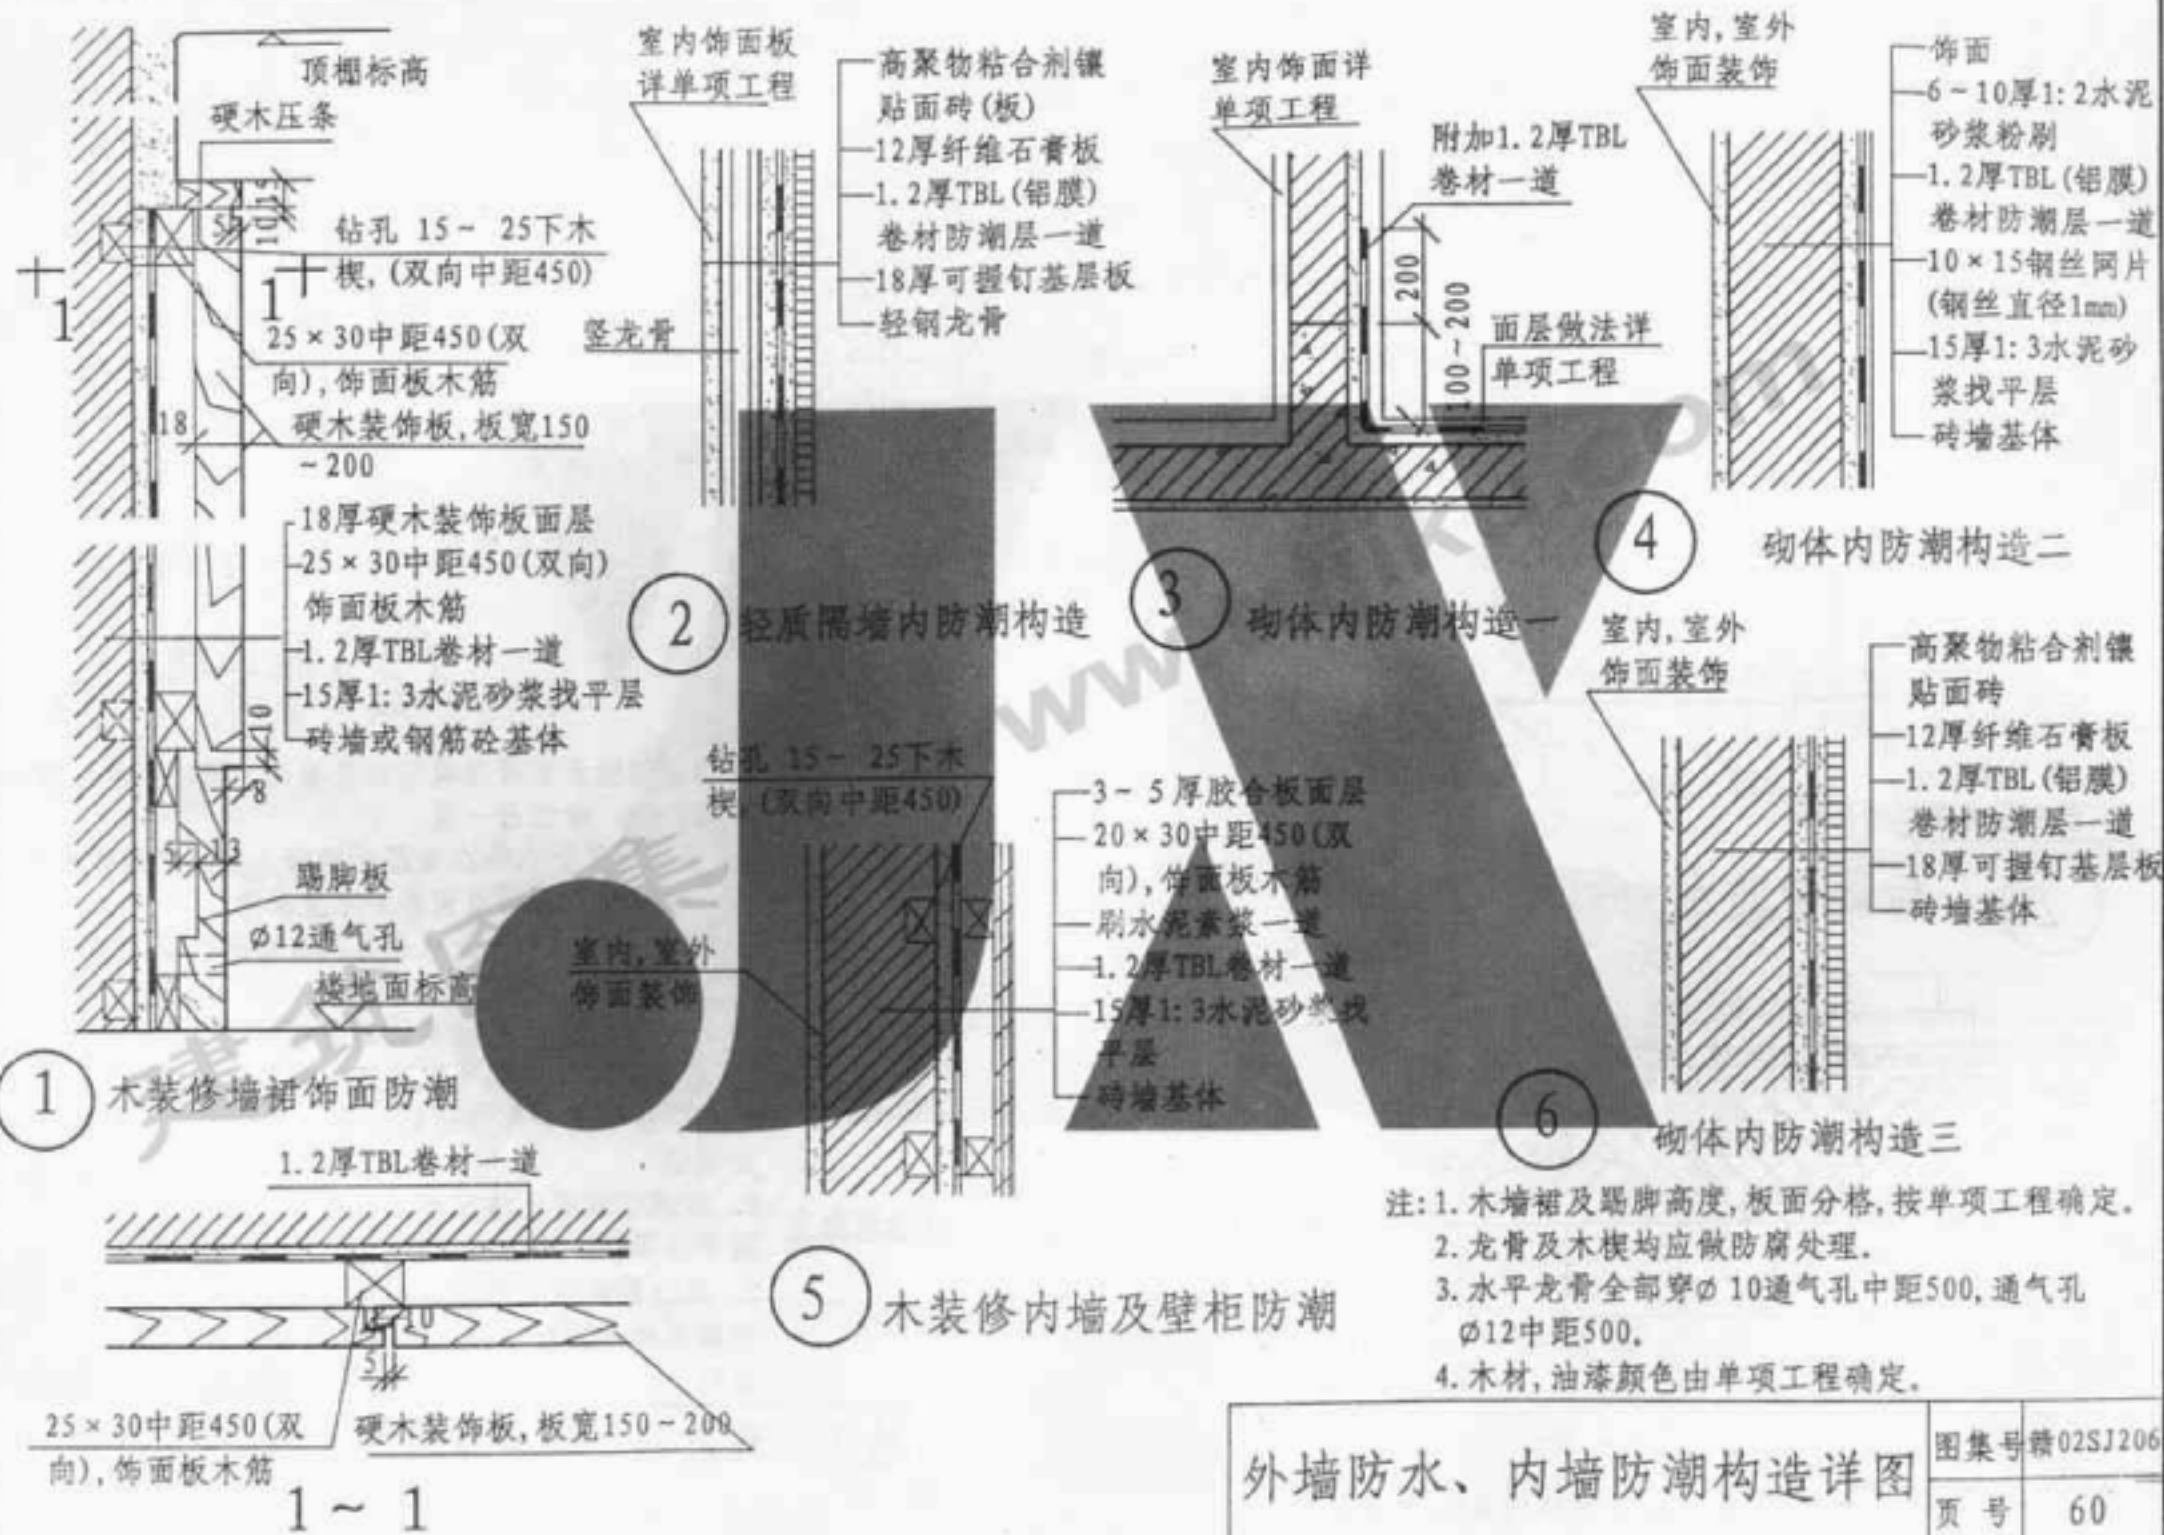 顶棚标高
硬木压条
5
10
15
钻孔 15~ 25下木
楔,(双向中距450)
1
1
25×30中距450(双
向),饰面板木筋
18
硬木装饰板,板宽150
~200
18厚硬木装饰板面层
25×30中距450(双向)
饰面板木筋
1.2厚TBL卷材一道
15厚1:3水泥砂浆找平层
砖墙或钢筋砼基体
10
8
5
13
踢脚板
Ø12通气孔
楼地面标高
1 木装修墙裙饰面防潮
1.2厚TBL卷材一道
10
5
25×30中距450(双
向),饰面板木筋
硬木装饰板,板宽150~200
1~1
室内饰面板
详单项工程
竖龙骨
高聚物粘合剂镶
贴面砖(板)
12厚纤维石膏板
1.2厚TBL(铝膜)
卷材防潮层一道
18厚可握钉基层板
轻钢龙骨
2 轻质隔墙内防潮构造
室内饰面详
单项工程
附加1.2厚TBL
卷材一道
200
100~200
面层做法详
单项工程
3 砌体内防潮构造一
室内,室外
饰面装饰
饰面
6~10厚1:2水泥
砂浆粉刷
1.2厚TBL(铝膜)
卷材防潮层一道
10×15钢丝网片
(钢丝直径1mm)
15厚1:3水泥砂
浆找平层
砖墙基体
4 砌体内防潮构造二
钻孔 15~ 25下木
楔,(双向中距450)
室内,室外
饰面装饰
3~5厚胶合板面层
20×30中距450(双
向),饰面板木筋
刷水泥素浆一道
1.2厚TBL卷材一道
15厚1:3水泥砂浆找
平层
砖墙基体
5 木装修内墙及壁柜防潮
室内,室外
饰面装饰
高聚物粘合剂镶
贴面砖
12厚纤维石膏板
1.2厚TBL(铝膜)
卷材防潮层一道
18厚可握钉基层板
砖墙基体
6 砌体内防潮构造三
注:1.木墙裙及踢脚高度,板面分格,按单项工程确定.
2.龙骨及木楔均应做防腐处理.
3.水平龙骨全部穿Ø10通气孔中距500,通气孔
Ø12中距500.
4.木材,油漆颜色由单项工程确定.
外墙防水、内墙防潮构造详图
图集号 赣02SJ206
页号 60